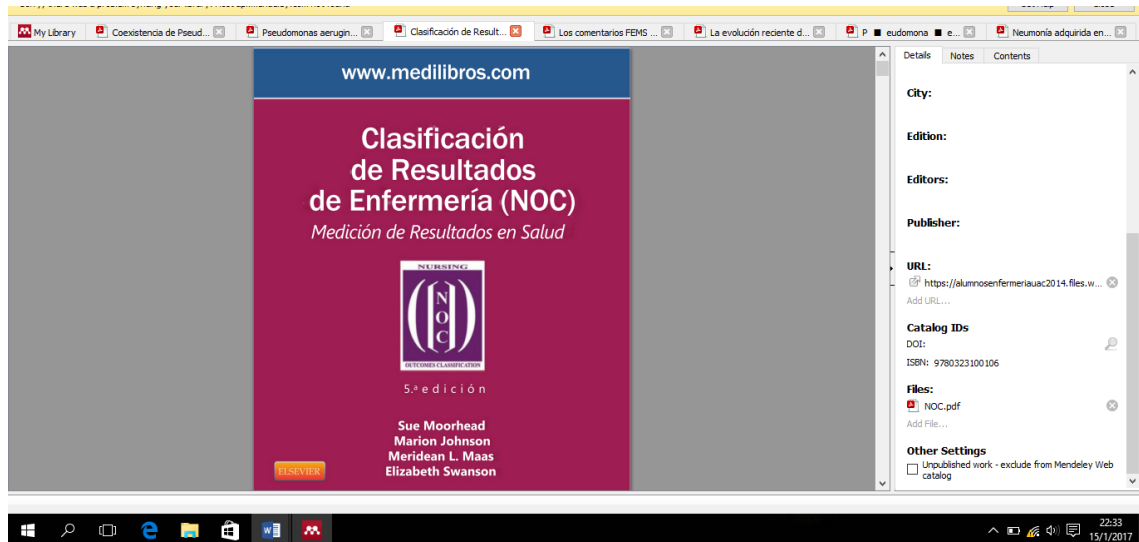 My Library
Coexistencia de Pseud...
Pseudomonas aerugin...
Clasificación de Result...
Los comentarios FEMS ...
La evolución reciente d...
P ■ eudomona ■ e...
Neumonía adquirida en...
www.medilibros.com
Clasificación
de Resultados
de Enfermería (NOC)
Medición de Resultados en Salud
NURSING
NOC
OUTCOMES CLASSIFICATION
5.ª edición
Sue Moorhead
Marion Johnson
Meridean L. Maas
Elizabeth Swanson
ELSEVIER
Details
Notes
Contents
City:
Edition:
Editors:
Publisher:
URL:
https://alumnosenfermeriauac2014.files.w...
Add URL...
Catalog IDs
DOI:
ISBN: 9780323100106
Files:
NOC.pdf
Add File...
Other Settings
Unpublished work - exclude from Mendeley Web
catalog
22:33
15/1/2017